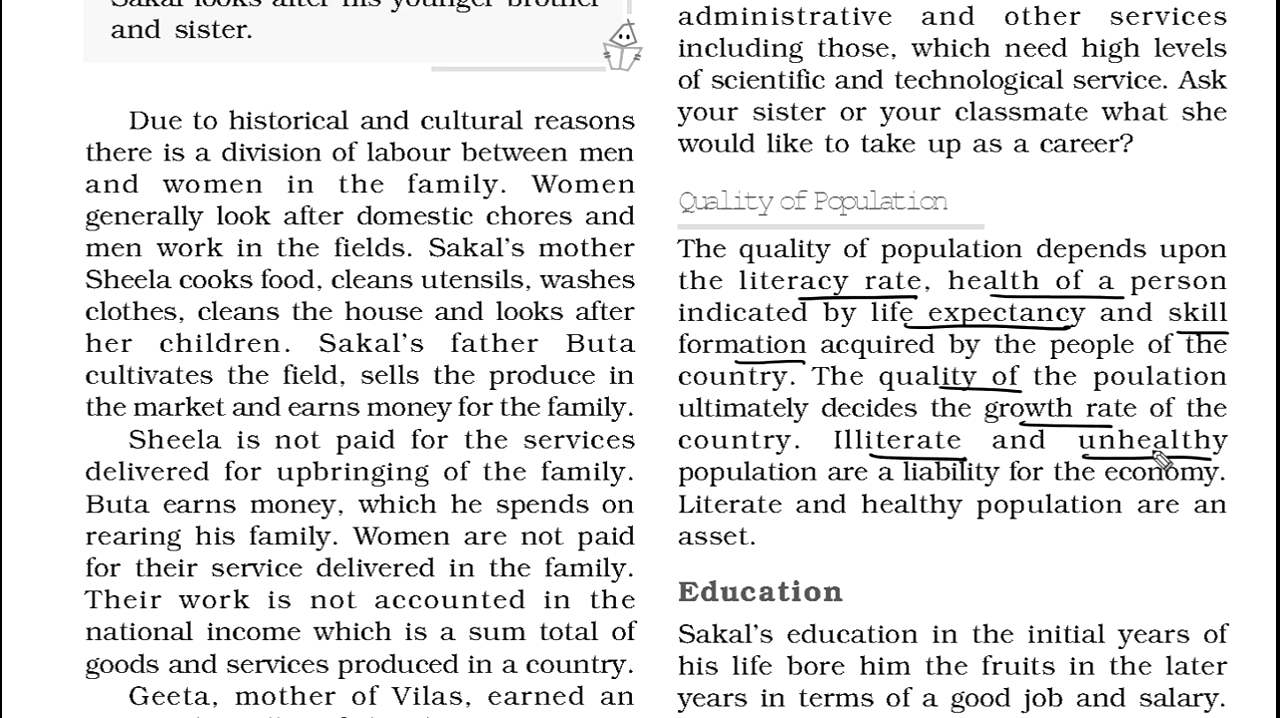 Sakal looks after his younger brother
and sister.
Due to historical and cultural reasons
there is a division of labour between men
and women in the family. Women
generally look after domestic chores and
men work in the fields. Sakal's mother
Sheela cooks food, cleans utensils, washes
clothes, cleans the house and looks after
her children. Sakal's father Buta
cultivates the field, sells the produce in
the market and earns money for the family.
Sheela is not paid for the services
delivered for upbringing of the family.
Buta earns money, which he spends on
rearing his family. Women are not paid
for their service delivered in the family.
Their work is not accounted in the
national income which is a sum total of
goods and services produced in a country.
Geeta, mother of Vilas, earned an
administrative and other services
including those, which need high levels
of scientific and technological service. Ask
your sister or your classmate what she
would like to take up as a career?
Quality of Population
The quality of population depends upon
the literacy rate, health of a person
indicated by life expectancy and skill
formation acquired by the people of the
country. The quality of the poulation
ultimately decides the growth rate of the
country. Illiterate and unhealthy
population are a liability for the economy.
Literate and healthy population are an
asset.
Education
Sakal's education in the initial years of
his life bore him the fruits in the later
years in terms of a good job and salary.